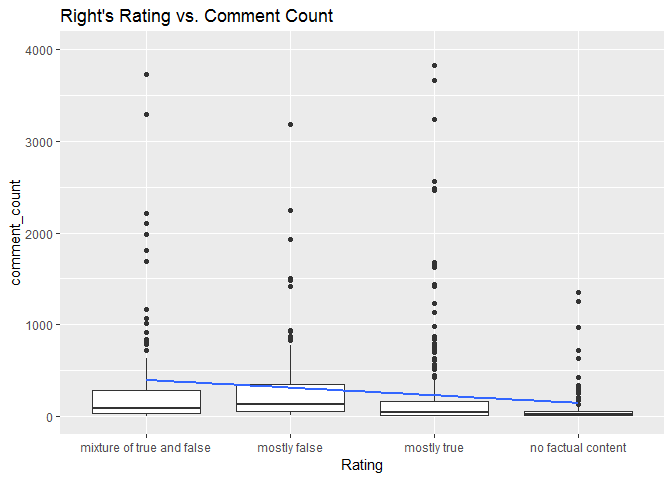 Right's Rating vs. Comment Count
4000
3000
2000
1000
0
comment_count
mixture of true and false
mostly false
mostly true
no factual content
Rating